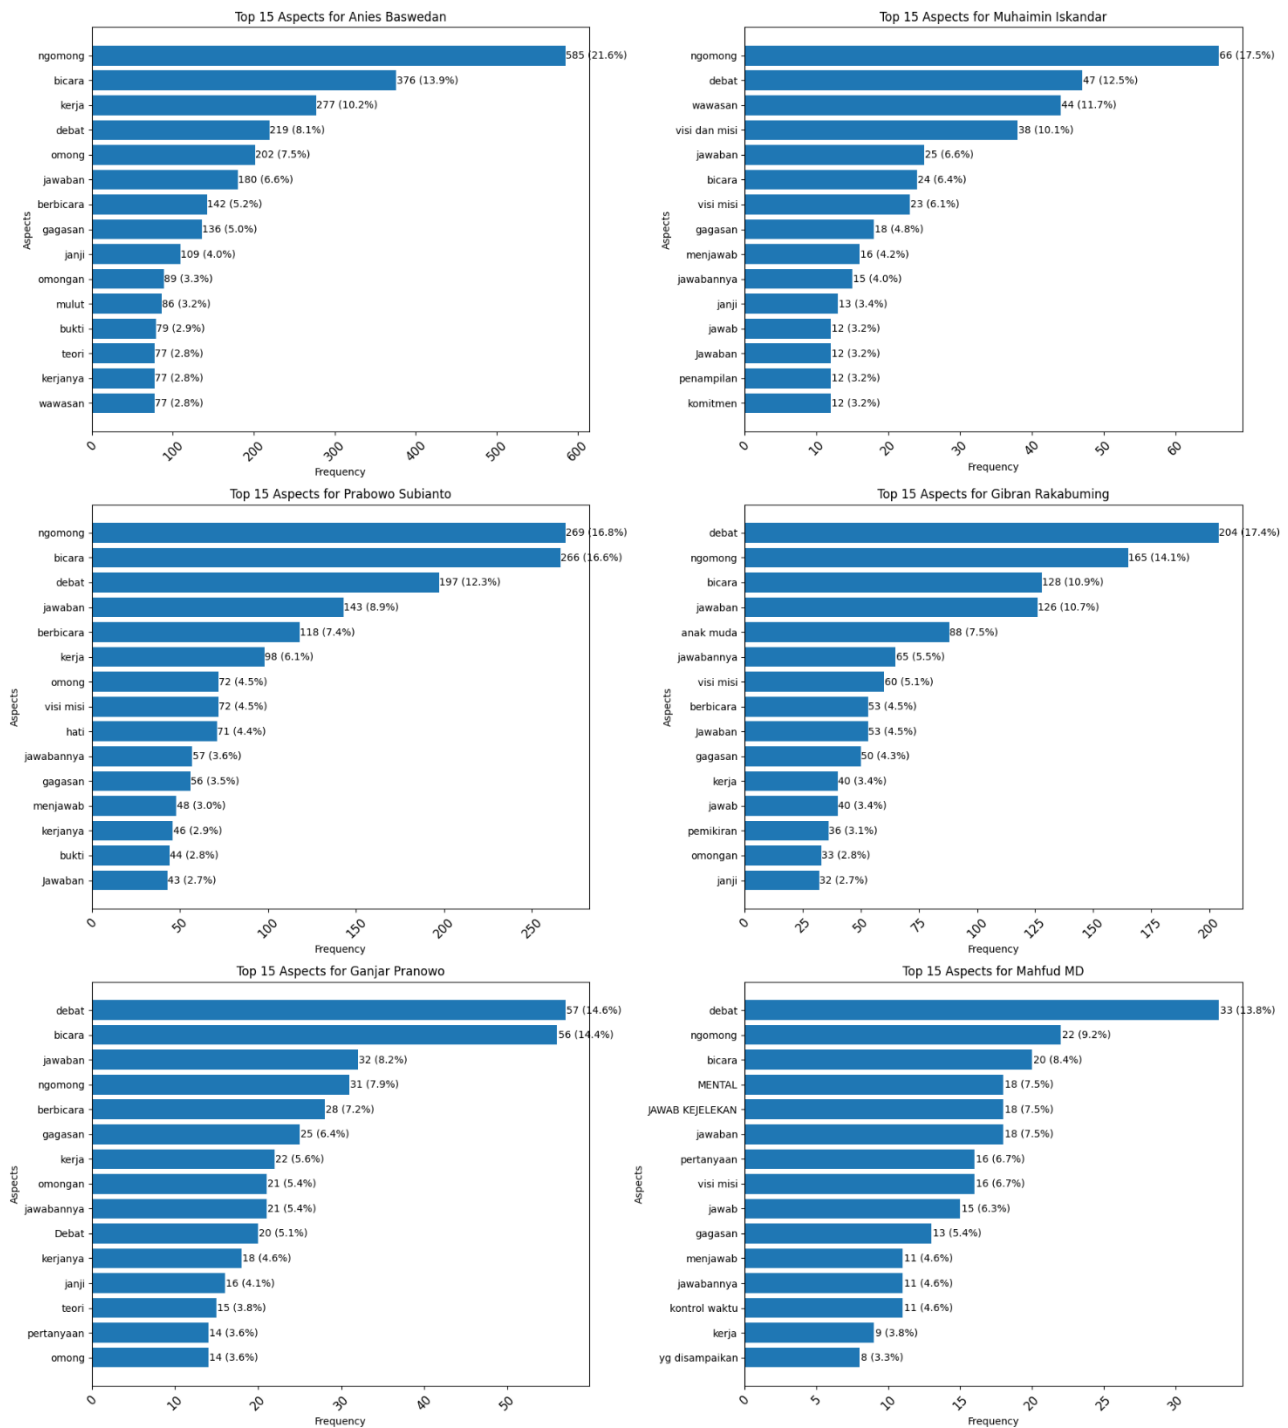 Top 15 Aspects for Anies Baswedan
ngomong 585 (21.6%)
bicara 376 (13.9%)
kerja 277 (10.2%)
debat 219 (8.1%)
omong 202 (7.5%)
jawaban 180 (6.6%)
berbicara 142 (5.2%)
gagasan 136 (5.0%)
janji 109 (4.0%)
omongan 89 (3.3%)
mulut 86 (3.2%)
bukti 79 (2.9%)
teori 77 (2.8%)
kerjanya 77 (2.8%)
wawasan 77 (2.8%)
Aspects
0 100 200 300 400 500 600
Frequency
Top 15 Aspects for Muhaimin Iskandar
ngomong 66 (17.5%)
debat 47 (12.5%)
wawasan 44 (11.7%)
visi dan misi 38 (10.1%)
jawaban 25 (6.6%)
bicara 24 (6.4%)
visi misi 23 (6.1%)
gagasan 18 (4.8%)
menjawab 16 (4.2%)
jawabannya 15 (4.0%)
janji 13 (3.4%)
jawab 12 (3.2%)
Jawaban 12 (3.2%)
penampilan 12 (3.2%)
komitmen 12 (3.2%)
Aspects
0 10 20 30 40 50 60
Frequency
Top 15 Aspects for Prabowo Subianto
ngomong 269 (16.8%)
bicara 266 (16.6%)
debat 197 (12.3%)
jawaban 143 (8.9%)
berbicara 118 (7.4%)
kerja 98 (6.1%)
omong 72 (4.5%)
visi misi 72 (4.5%)
hati 71 (4.4%)
jawabannya 57 (3.6%)
gagasan 56 (3.5%)
menjawab 48 (3.0%)
kerjanya 46 (2.9%)
bukti 44 (2.8%)
Jawaban 43 (2.7%)
Aspects
0 50 100 150 200 250
Frequency
Top 15 Aspects for Gibran Rakabuming
debat 204 (17.4%)
ngomong 165 (14.1%)
bicara 128 (10.9%)
jawaban 126 (10.7%)
anak muda 88 (7.5%)
jawabannya 65 (5.5%)
visi misi 60 (5.1%)
berbicara 53 (4.5%)
Jawaban 53 (4.5%)
gagasan 50 (4.3%)
kerja 40 (3.4%)
jawab 40 (3.4%)
pemikiran 36 (3.1%)
omongan 33 (2.8%)
janji 32 (2.7%)
Aspects
0 25 50 75 100 125 150 175 200
Frequency
Top 15 Aspects for Ganjar Pranowo
debat 57 (14.6%)
bicara 56 (14.4%)
jawaban 32 (8.2%)
ngomong 31 (7.9%)
berbicara 28 (7.2%)
gagasan 25 (6.4%)
kerja 22 (5.6%)
omongan 21 (5.4%)
jawabannya 21 (5.4%)
Debat 20 (5.1%)
kerjanya 18 (4.6%)
janji 16 (4.1%)
teori 15 (3.8%)
pertanyaan 14 (3.6%)
omong 14 (3.6%)
Aspects
0 10 20 30 40 50
Frequency
Top 15 Aspects for Mahfud MD
debat 33 (13.8%)
ngomong 22 (9.2%)
bicara 20 (8.4%)
MENTAL 18 (7.5%)
JAWAB KEJELEKAN 18 (7.5%)
jawaban 18 (7.5%)
pertanyaan 16 (6.7%)
visi misi 16 (6.7%)
jawab 15 (6.3%)
gagasan 13 (5.4%)
menjawab 11 (4.6%)
jawabannya 11 (4.6%)
kontrol waktu 11 (4.6%)
kerja 9 (3.8%)
yg disampaikan 8 (3.3%)
Aspects
0 5 10 15 20 25 30
Frequency